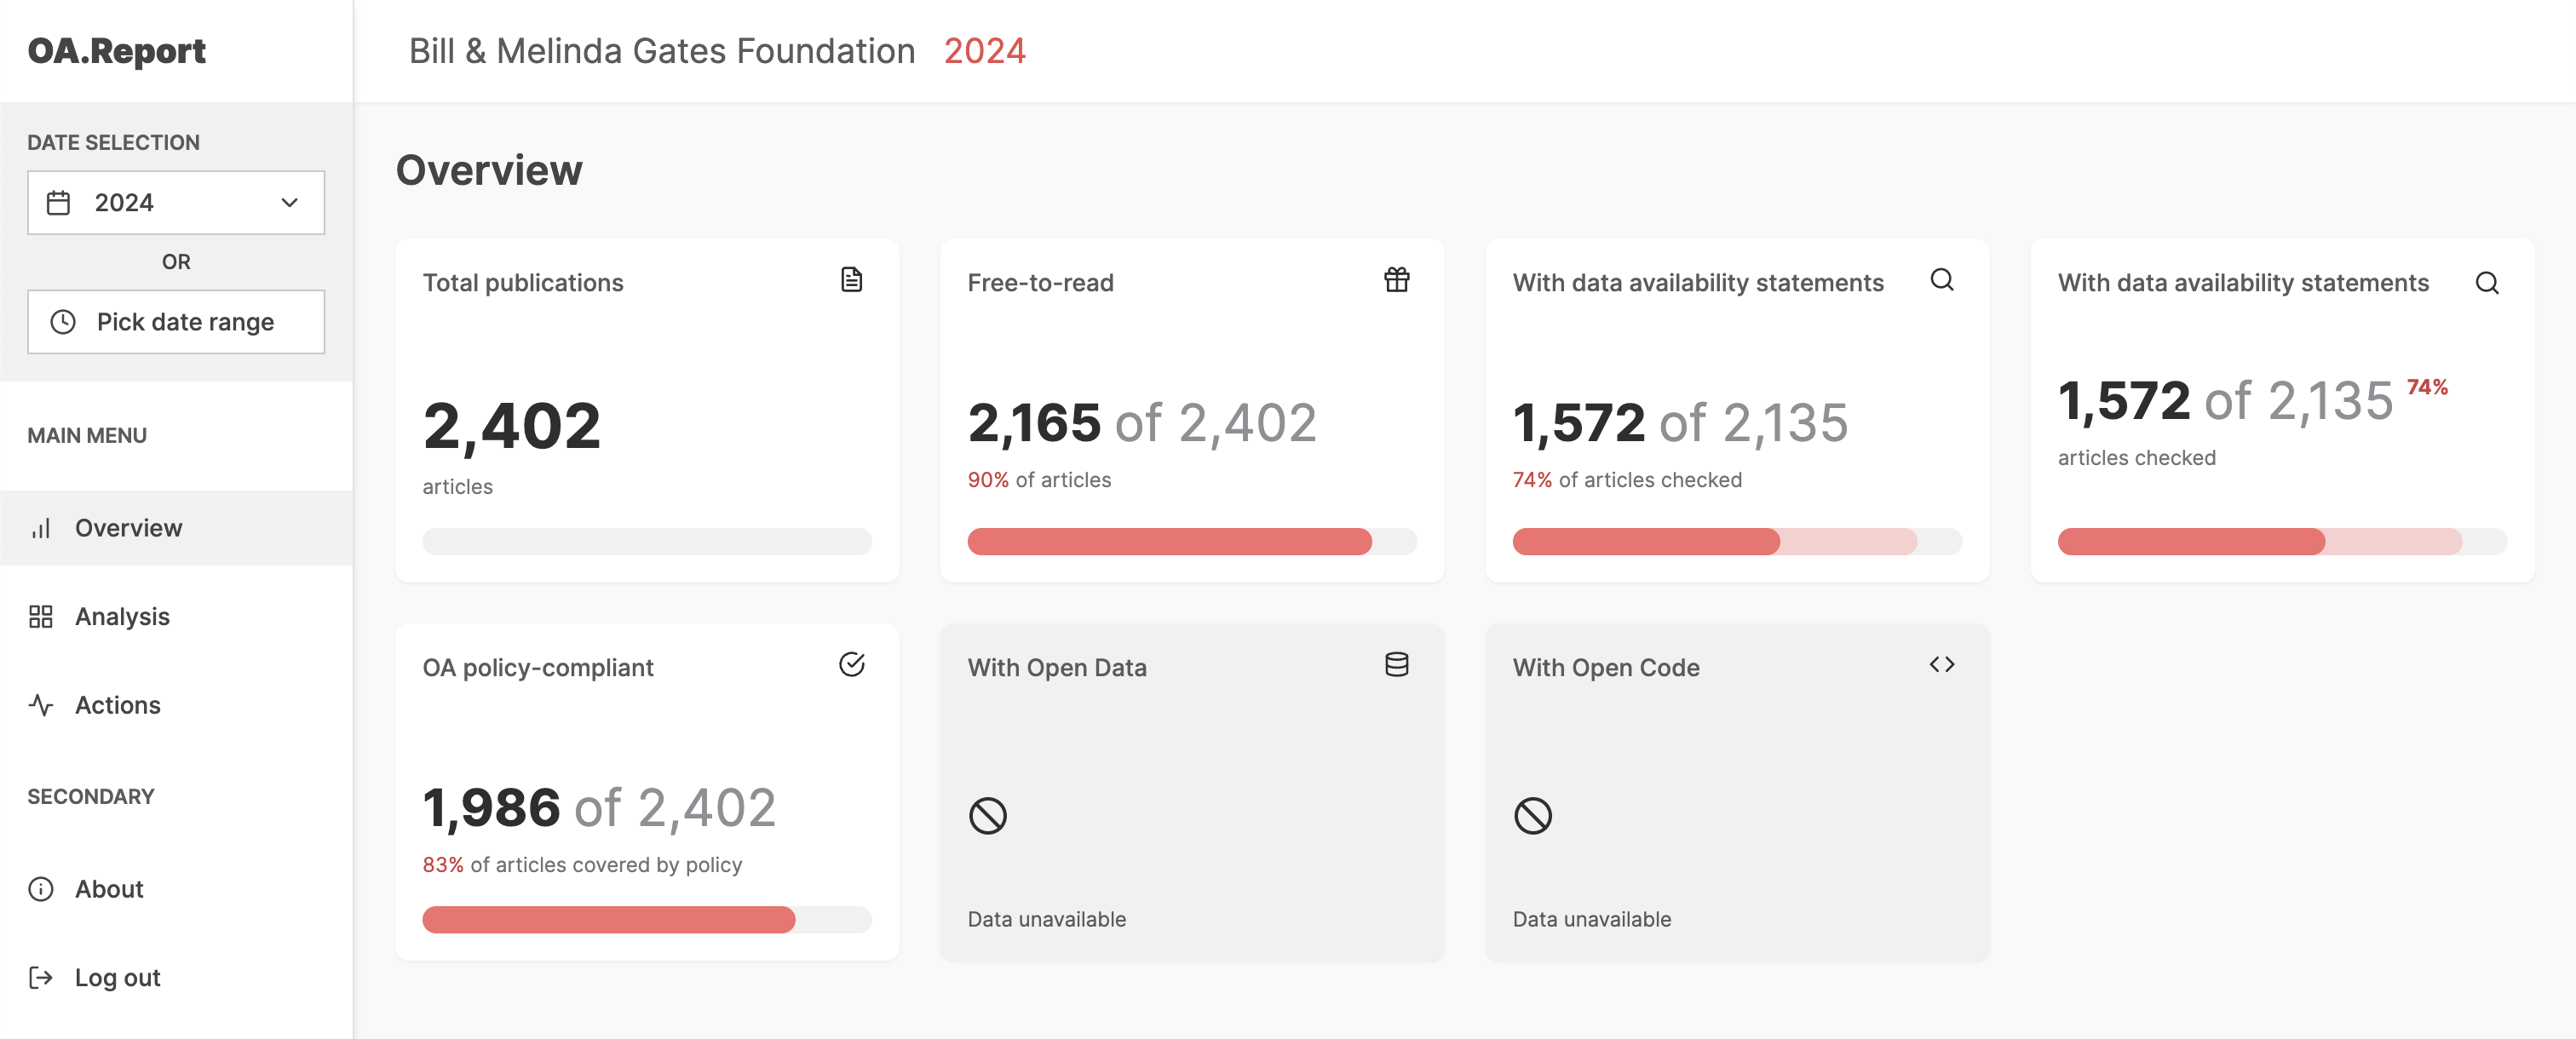 OA.Report
Bill & Melinda Gates Foundation 2024
DATE SELECTION
2024
OR
Pick date range
MAIN MENU
Overview
Analysis
Actions
SECONDARY
About
Log out
Overview
Total publications
2,402
articles
Free-to-read
2,165 of 2,402
90% of articles
With data availability statements
1,572 of 2,135
74% of articles checked
With data availability statements
1,572 of 2,135 74%
articles checked
OA policy-compliant
1,986 of 2,402
83% of articles covered by policy
With Open Data
Data unavailable
With Open Code
Data unavailable